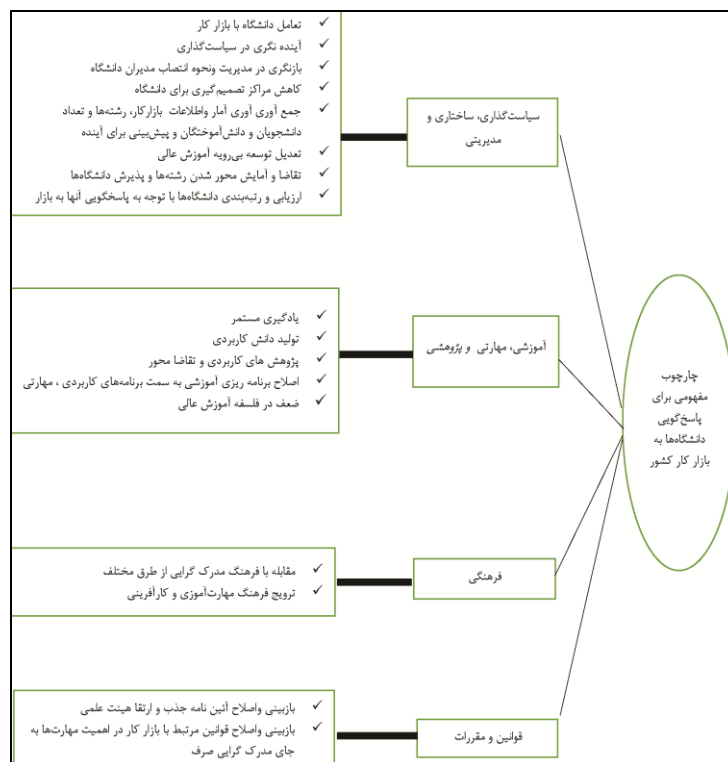 تعامل دانشگاه با بازار کار
آینده نگری در سیاست‌گذاری
بازنگری در مدیریت ونحوه انتصاب مدیران دانشگاه
کاهش مراکز تصمیم‌گیری برای دانشگاه
جمع آوری آوری آمار واطلاعات بازارکار، رشته‌ها و تعداد
دانشجویان و دانش‌آموختگان و پیش‌بینی برای آینده
تعدیل توسعه بی‌رویه آموزش عالی
تقاضا و آمایش محور شدن رشته‌ها و پذیرش دانشگاه‌ها
ارزیابی و رتبه‌بندی دانشگاه‌ها با توجه به پاسخگویی آنها به بازار
سیاست‌گذاری، ساختاری و
مدیریتی
یادگیری مستمر
تولید دانش کاربردی
پژوهش های کاربردی و تقاضا محور
اصلاح برنامه ریزی آموزشی به سمت برنامه‌های کاربردی ، مهارتی
ضعف در فلسفه آموزش عالی
آموزشی، مهارتی و پژوهشی
چارچوب
مفهومی برای
پاسخ‌گویی
دانشگاه‌ها به
بازار کار کشور
مقابله با فرهنگ مدرک گرایی از طرق مختلف
ترویج فرهنگ مهارت‌آموزی و کارآفرینی
فرهنگی
بازبینی واصلاح آئین نامه جذب و ارتقا هیئت علمی
بازبینی واصلاح قوانین مرتبط با بازار کار در اهمیت مهارت‌ها به
جای مدرک گرایی صرف
قوانین و مقررات